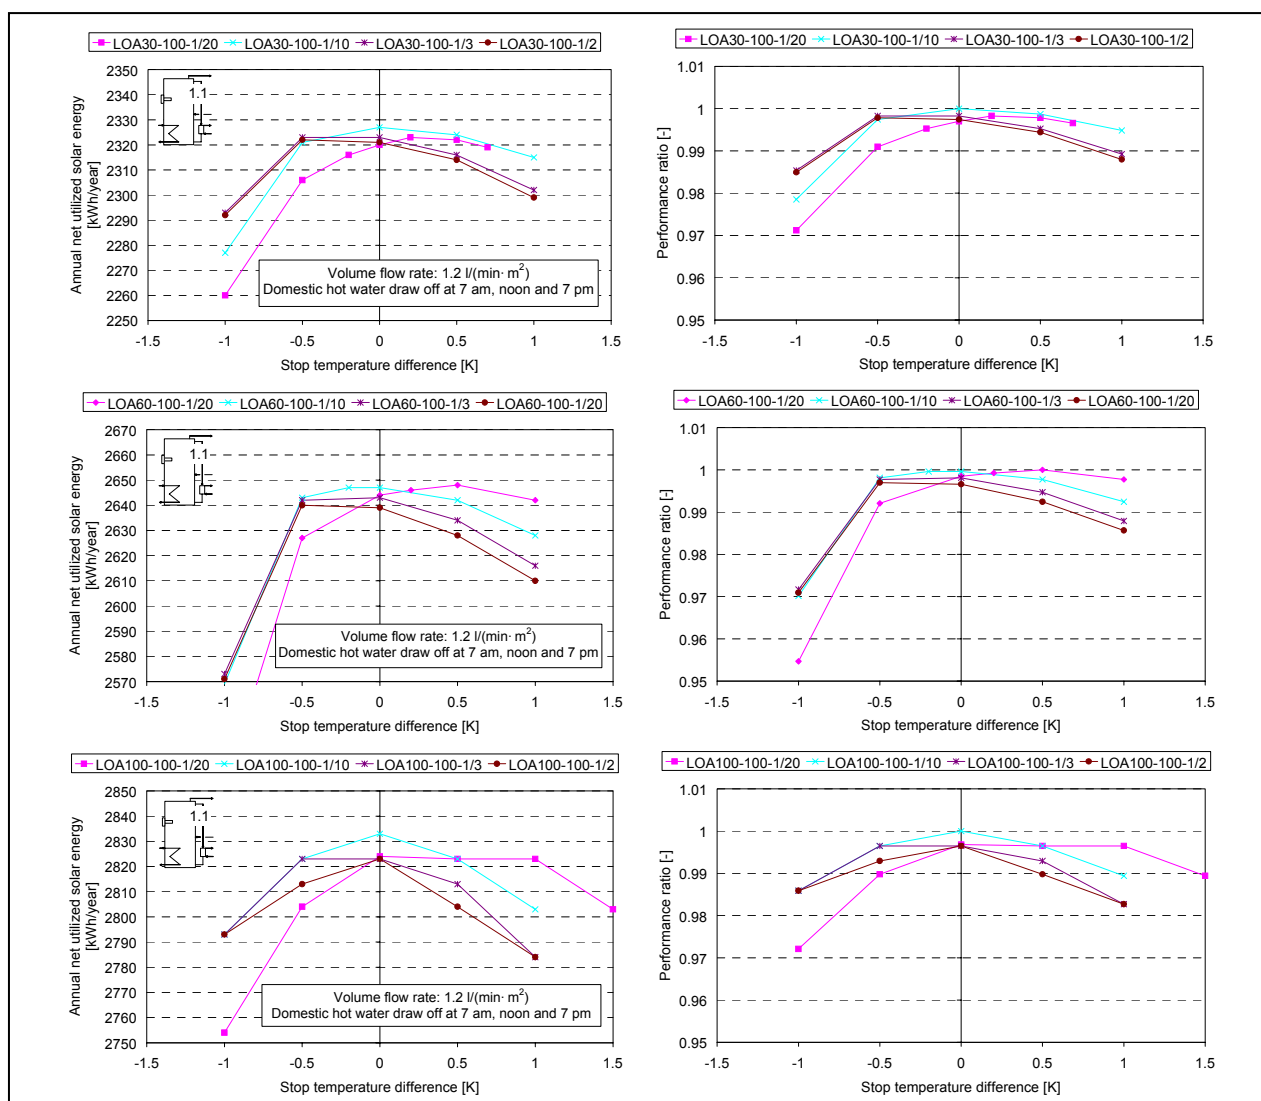 LOA30-100-1/20 LOA30-100-1/10 LOA30-100-1/3 LOA30-100-1/2
Annual net utilized solar energy
[kWh/year]
2350
2340
2330
2320
2310
2300
2290
2280
2270
2260
2250
1.1
Volume flow rate: 1.2 l/(min· m²)
Domestic hot water draw off at 7 am, noon and 7 pm
-1.5 -1 -0.5 0 0.5 1 1.5
Stop temperature difference [K]
LOA30-100-1/20 LOA30-100-1/10 LOA30-100-1/3 LOA30-100-1/2
Performance ratio [-]
1.01
1
0.99
0.98
0.97
0.96
0.95
-1.5 -1 -0.5 0 0.5 1 1.5
Stop temperature difference [K]
LOA60-100-1/20 LOA60-100-1/10 LOA60-100-1/3 LOA60-100-1/20
Annual net utilized solar energy
[kWh/year]
2670
2660
2650
2640
2630
2620
2610
2600
2590
2580
2570
1.1
Volume flow rate: 1.2 l/(min· m²)
Domestic hot water draw off at 7 am, noon and 7 pm
-1.5 -1 -0.5 0 0.5 1 1.5
Stop temperature difference [K]
LOA60-100-1/20 LOA60-100-1/10 LOA60-100-1/3 LOA60-100-1/20
Performance ratio [-]
1.01
1
0.99
0.98
0.97
0.96
0.95
-1.5 -1 -0.5 0 0.5 1 1.5
Stop temperature difference [K]
LOA100-100-1/20 LOA100-100-1/10 LOA100-100-1/3 LOA100-100-1/2
Annual net utilized solar energy
[kWh/year]
2850
2840
2830
2820
2810
2800
2790
2780
2770
2760
2750
1.1
Volume flow rate: 1.2 l/(min· m²)
Domestic hot water draw off at 7 am, noon and 7 pm
-1.5 -1 -0.5 0 0.5 1 1.5
Stop temperature difference [K]
LOA100-100-1/20 LOA100-100-1/10 LOA100-100-1/3 LOA100-100-1/2
Performance ratio [-]
1.01
1
0.99
0.98
0.97
0.96
0.95
-1.5 -1 -0.5 0 0.5 1 1.5
Stop temperature difference [K]